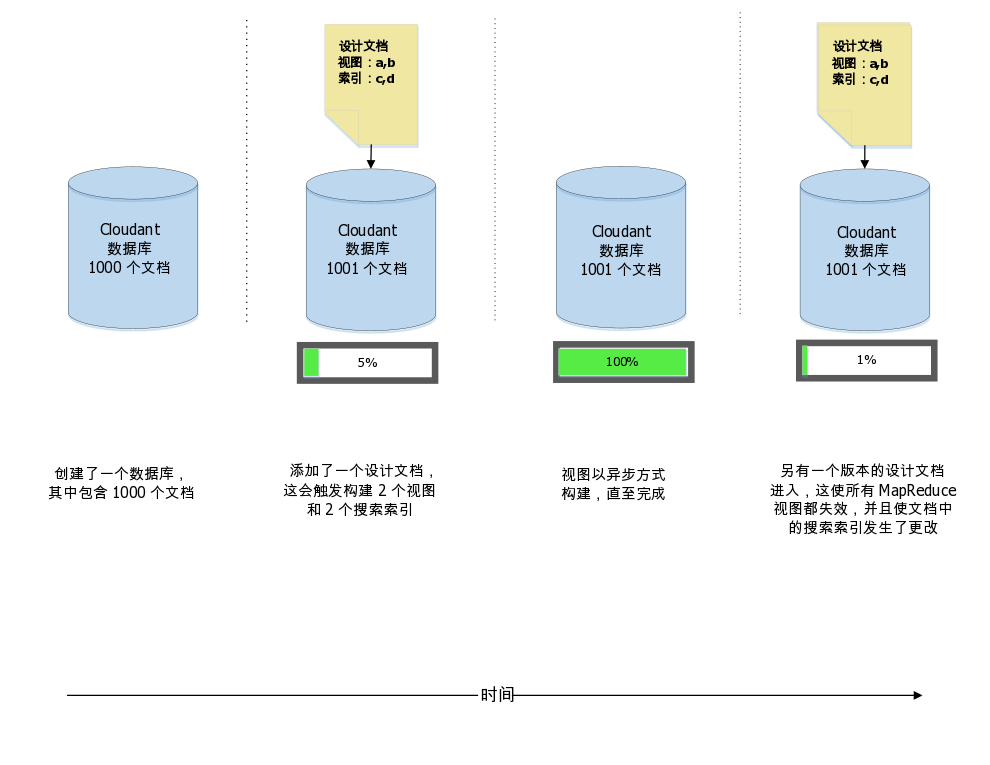 设计文档
视图：a,b
索引：c,d
设计文档
视图：a,b
索引：c,d
Cloudant
数据库
1000 个文档
Cloudant
数据库
1001 个文档
Cloudant
数据库
1001 个文档
Cloudant
数据库
1001 个文档
5%
100%
1%
创建了一个数据库，
其中包含 1000 个文档
添加了一个设计文档，
这会触发构建 2 个视图
和 2 个搜索索引
视图以异步方式
构建，直至完成
另有一个版本的设计文档
进入，这使所有 MapReduce
视图都失效，并且使文档中
的搜索索引发生了更改
时间